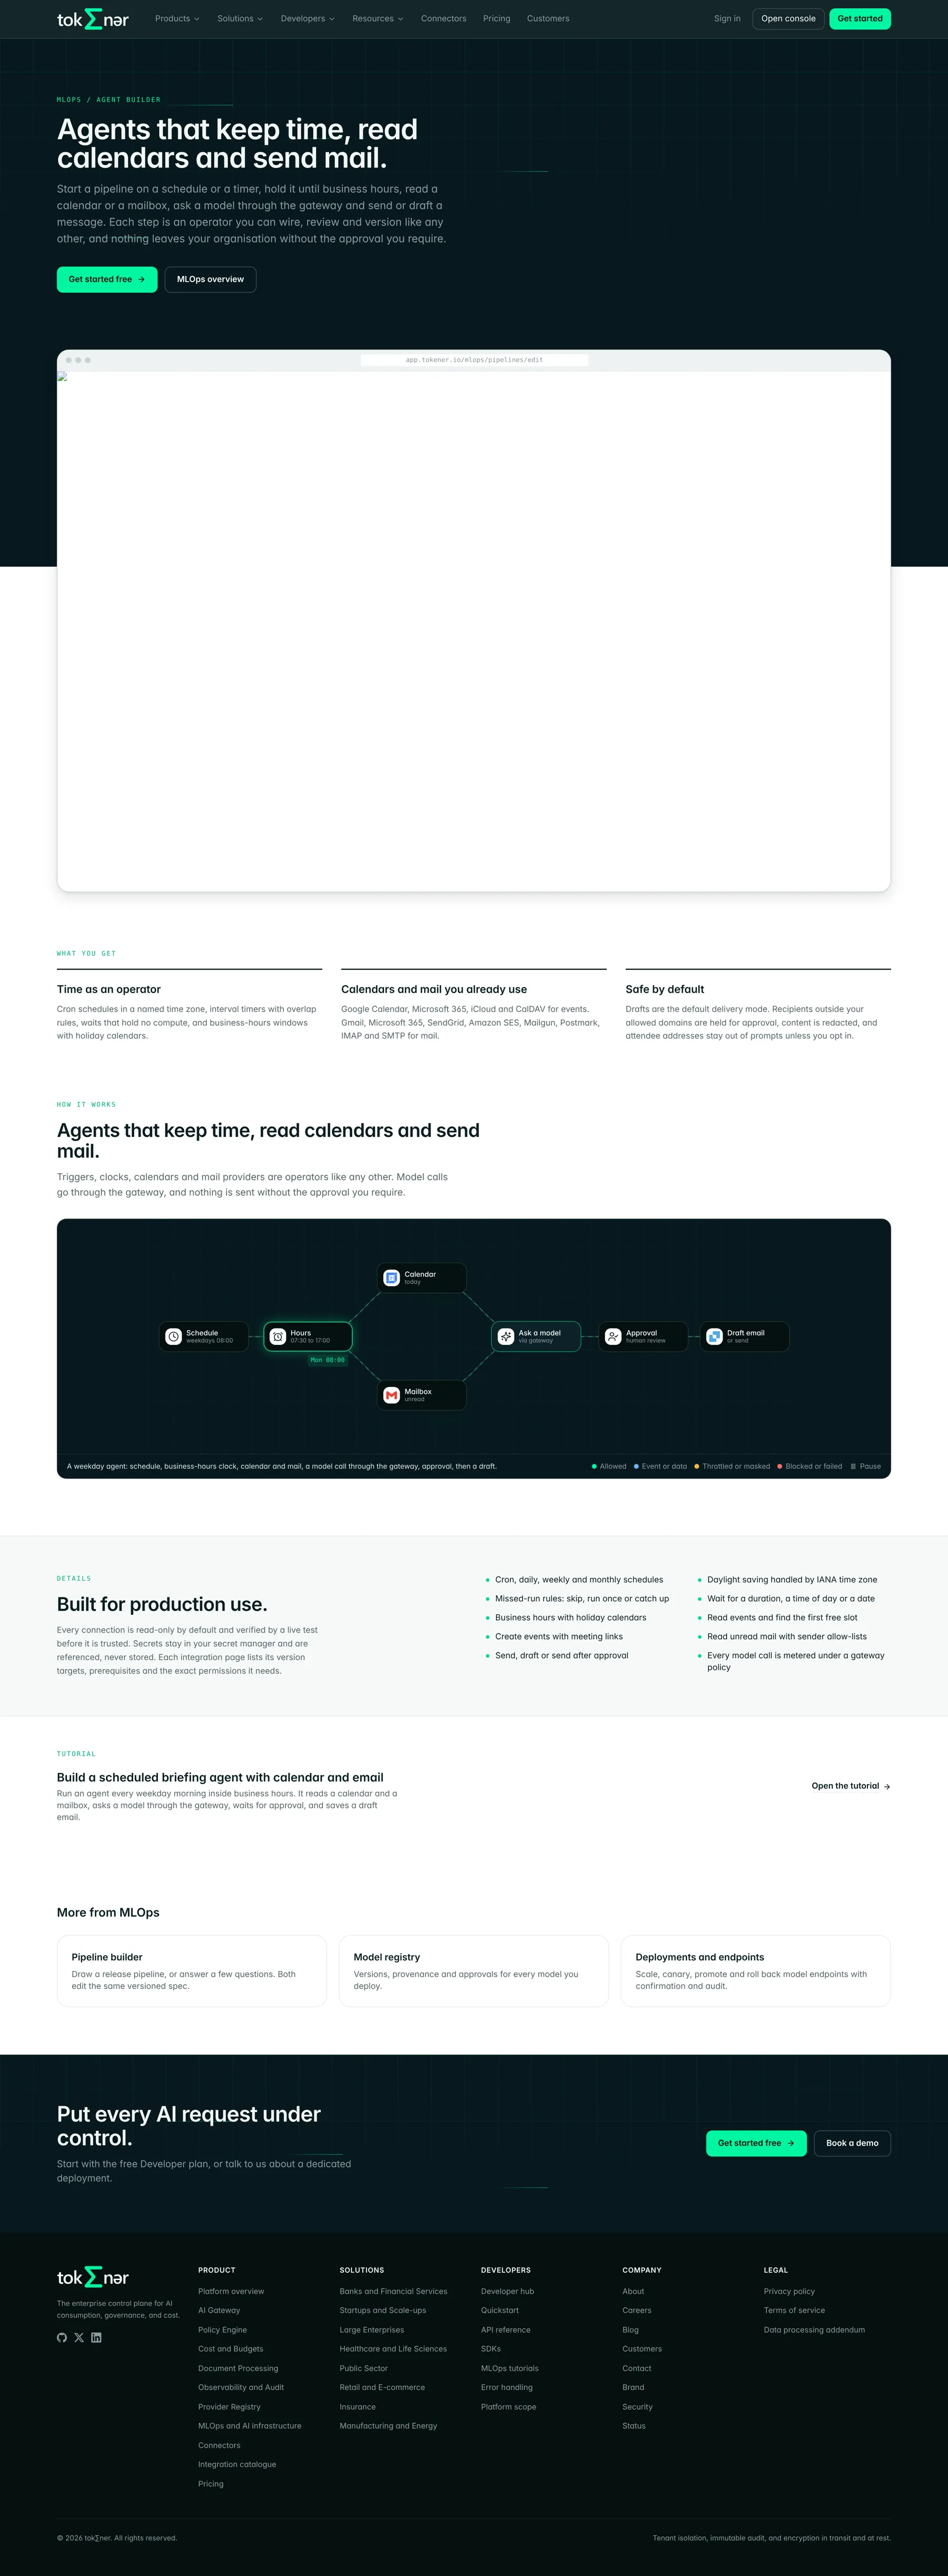 tok∑nər
Products
Solutions
Developers
Resources
Connectors
Pricing
Customers
Sign in
Open console
Get started
MLOPS / AGENT BUILDER
Agents that keep time, read
calendars and send mail.
Start a pipeline on a schedule or a timer, hold it until business hours, read a
calendar or a mailbox, ask a model through the gateway and send or draft a
message. Each step is an operator you can wire, review and version like any
other, and nothing leaves your organisation without the approval you require.
Get started free →
MLOps overview
app.tokener.io/mlops/pipelines/edit
WHAT YOU GET
Time as an operator
Cron schedules in a named time zone, interval timers with overlap
rules, waits that hold no compute, and business-hours windows
with holiday calendars.
Calendars and mail you already use
Google Calendar, Microsoft 365, iCloud and CalDAV for events.
Gmail, Microsoft 365, SendGrid, Amazon SES, Mailgun, Postmark,
IMAP and SMTP for mail.
Safe by default
Drafts are the default delivery mode. Recipients outside your
allowed domains are held for approval, content is redacted, and
attendee addresses stay out of prompts unless you opt in.
HOW IT WORKS
Agents that keep time, read calendars and send
mail.
Triggers, clocks, calendars and mail providers are operators like any other. Model calls
go through the gateway, and nothing is sent without the approval you require.
Calendar
today
Schedule
weekdays 08:00
Hours
07:30 to 17:00
Mon 08:00
Ask a model
via gateway
Approval
human review
Draft email
or send
Mailbox
unread
A weekday agent: schedule, business-hours clock, calendar and mail, a model call through the gateway, approval, then a draft.
Allowed
Event or data
Throttled or masked
Blocked or failed
Pause
DETAILS
Built for production use.
Every connection is read-only by default and verified by a live test
before it is trusted. Secrets stay in your secret manager and are
referenced, never stored. Each integration page lists its version
targets, prerequisites and the exact permissions it needs.
Cron, daily, weekly and monthly schedules
Missed-run rules: skip, run once or catch up
Business hours with holiday calendars
Create events with meeting links
Send, draft or send after approval
Daylight saving handled by IANA time zone
Wait for a duration, a time of day or a date
Read events and find the first free slot
Read unread mail with sender allow-lists
Every model call is metered under a gateway
policy
TUTORIAL
Build a scheduled briefing agent with calendar and email
Run an agent every weekday morning inside business hours. It reads a calendar and a
mailbox, asks a model through the gateway, waits for approval, and saves a draft
email.
Open the tutorial →
More from MLOps
Pipeline builder
Draw a release pipeline, or answer a few questions. Both
edit the same versioned spec.
Model registry
Versions, provenance and approvals for every model you
deploy.
Deployments and endpoints
Scale, canary, promote and roll back model endpoints with
confirmation and audit.
Put every AI request under
control.
Start with the free Developer plan, or talk to us about a dedicated
deployment.
Get started free →
Book a demo
tok∑nər
The enterprise control plane for AI
consumption, governance, and cost.
PRODUCT
Platform overview
AI Gateway
Policy Engine
Cost and Budgets
Document Processing
Observability and Audit
Provider Registry
MLOps and AI infrastructure
Connectors
Integration catalogue
Pricing
SOLUTIONS
Banks and Financial Services
Startups and Scale-ups
Large Enterprises
Healthcare and Life Sciences
Public Sector
Retail and E-commerce
Insurance
Manufacturing and Energy
DEVELOPERS
Developer hub
Quickstart
API reference
SDKs
MLOps tutorials
Error handling
Platform scope
COMPANY
About
Careers
Blog
Customers
Contact
Brand
Security
Status
LEGAL
Privacy policy
Terms of service
Data processing addendum
© 2026 tok∑ner. All rights reserved.
Tenant isolation, immutable audit, and encryption in transit and at rest.